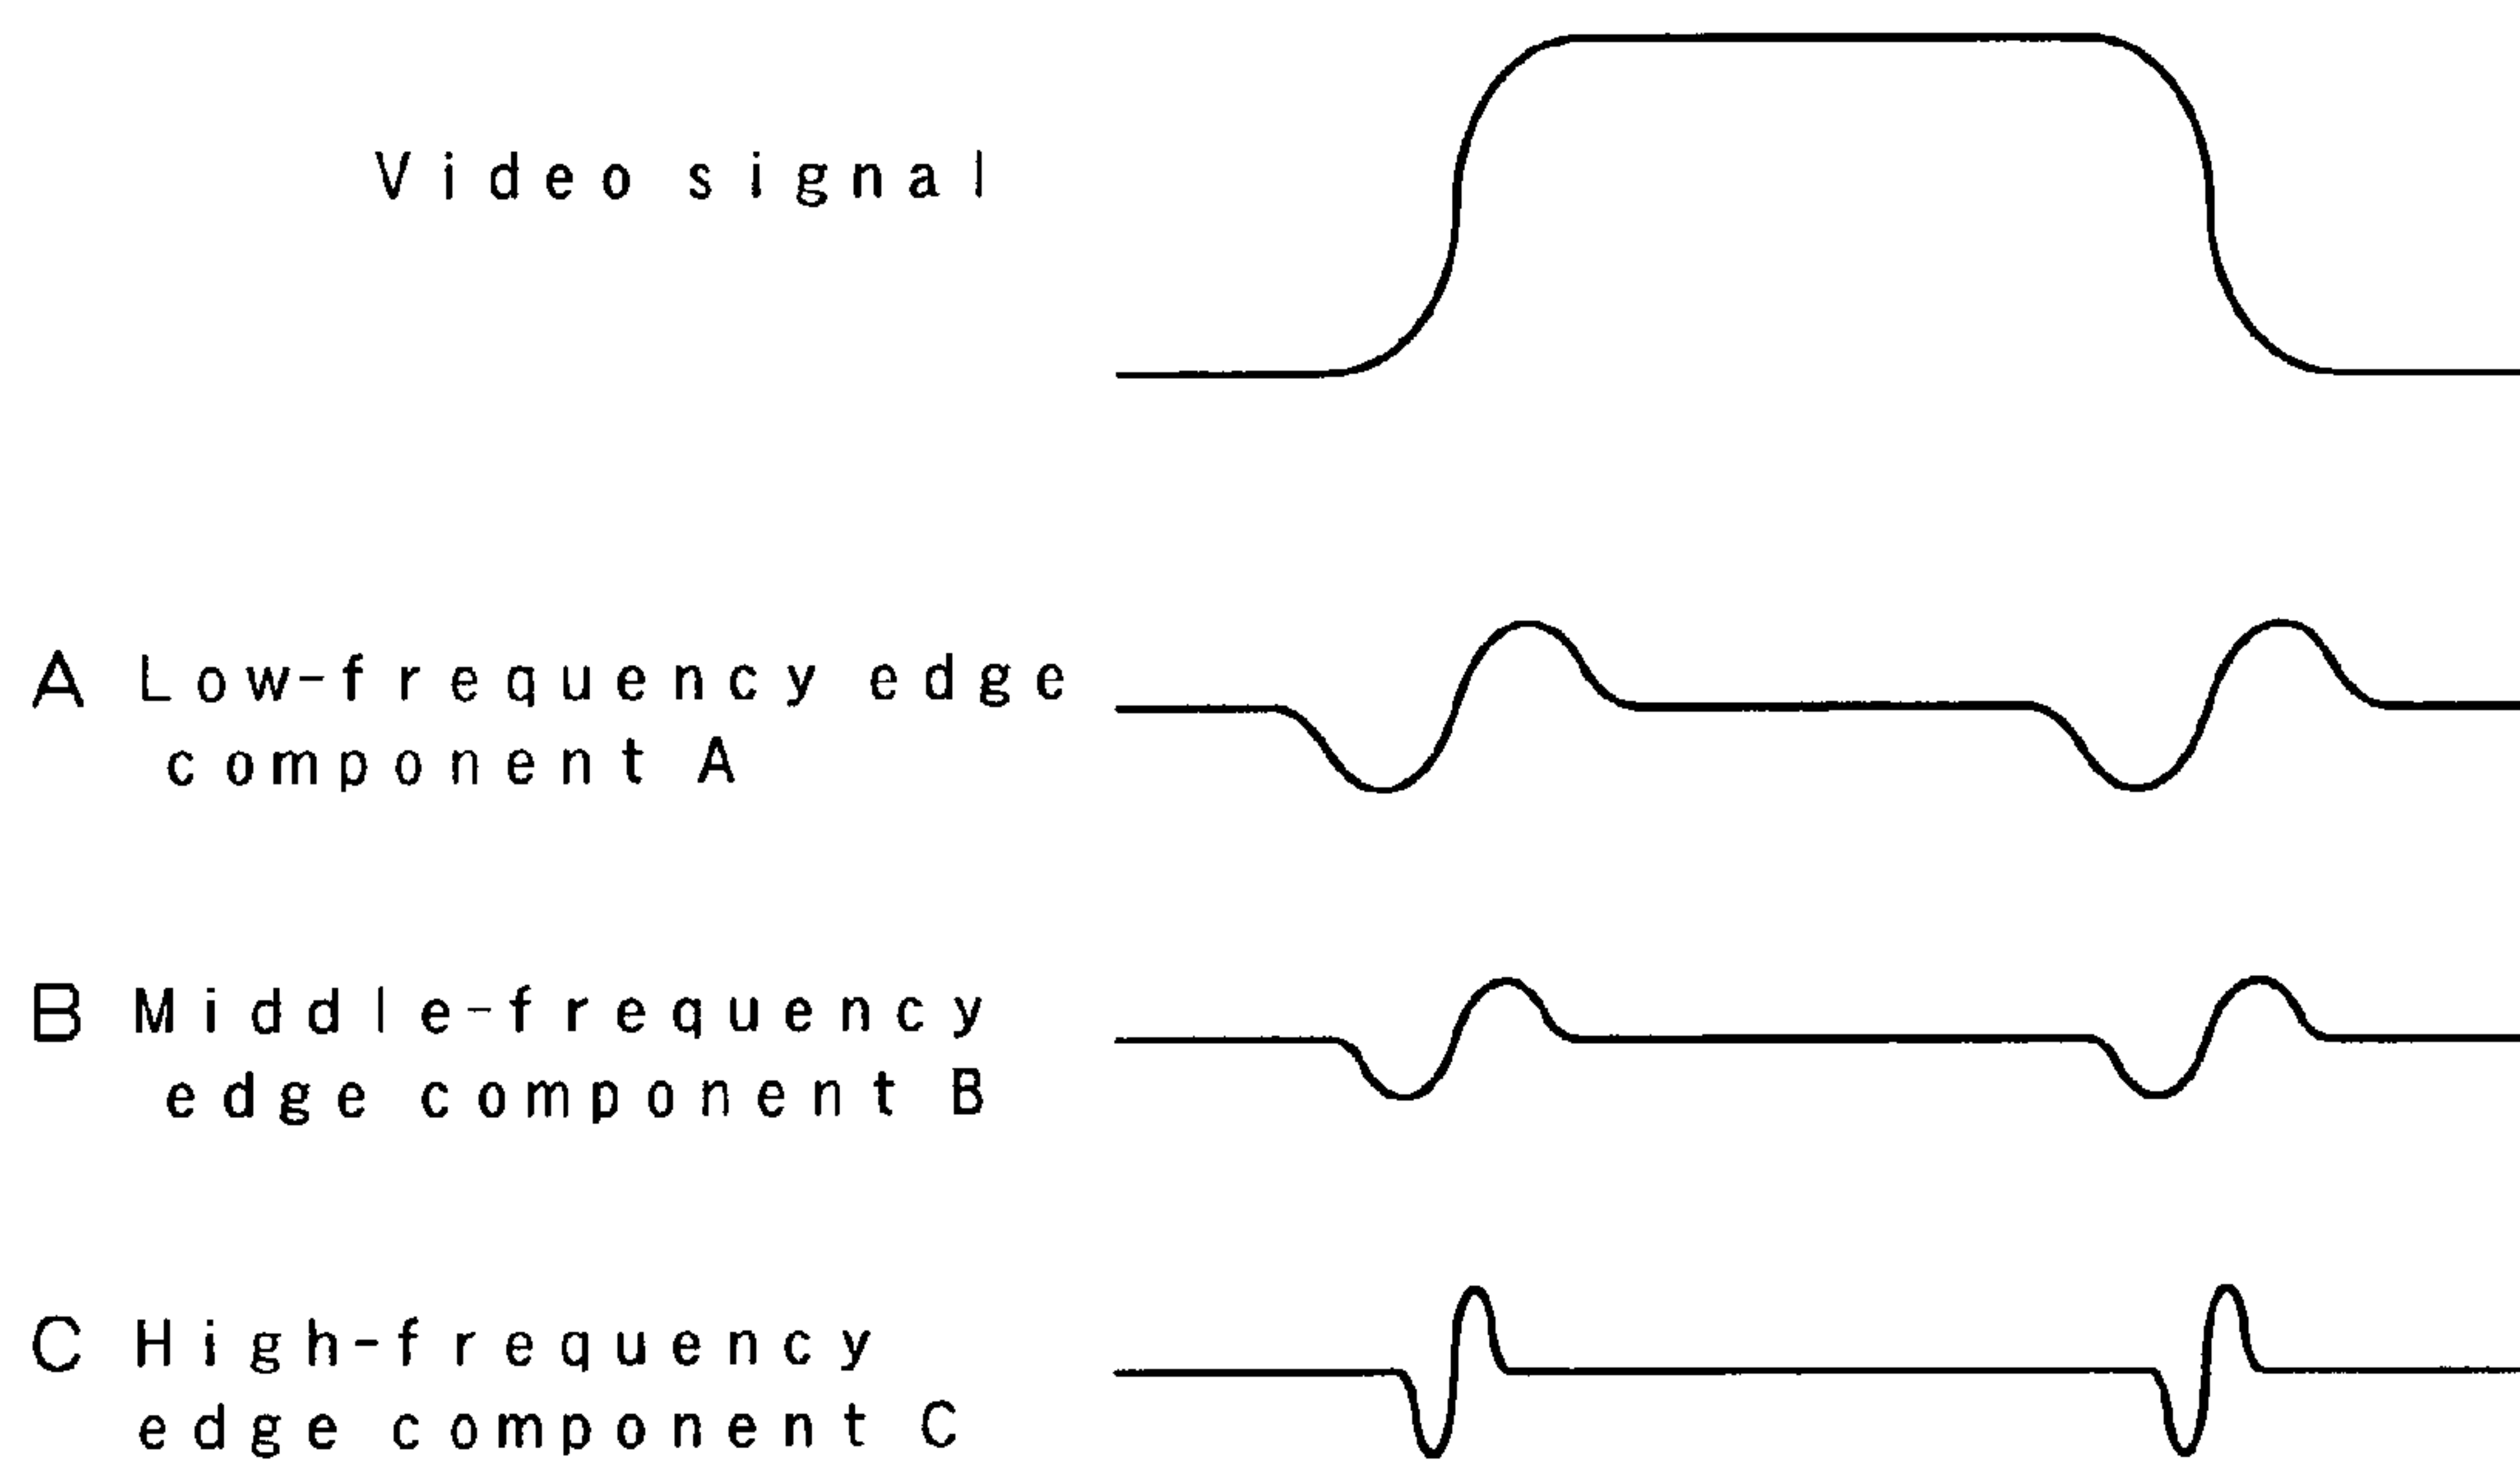 Video signal
A Low-frequency edge
component A
B Middle-frequency
edge component B
C High-frequency
edge component C